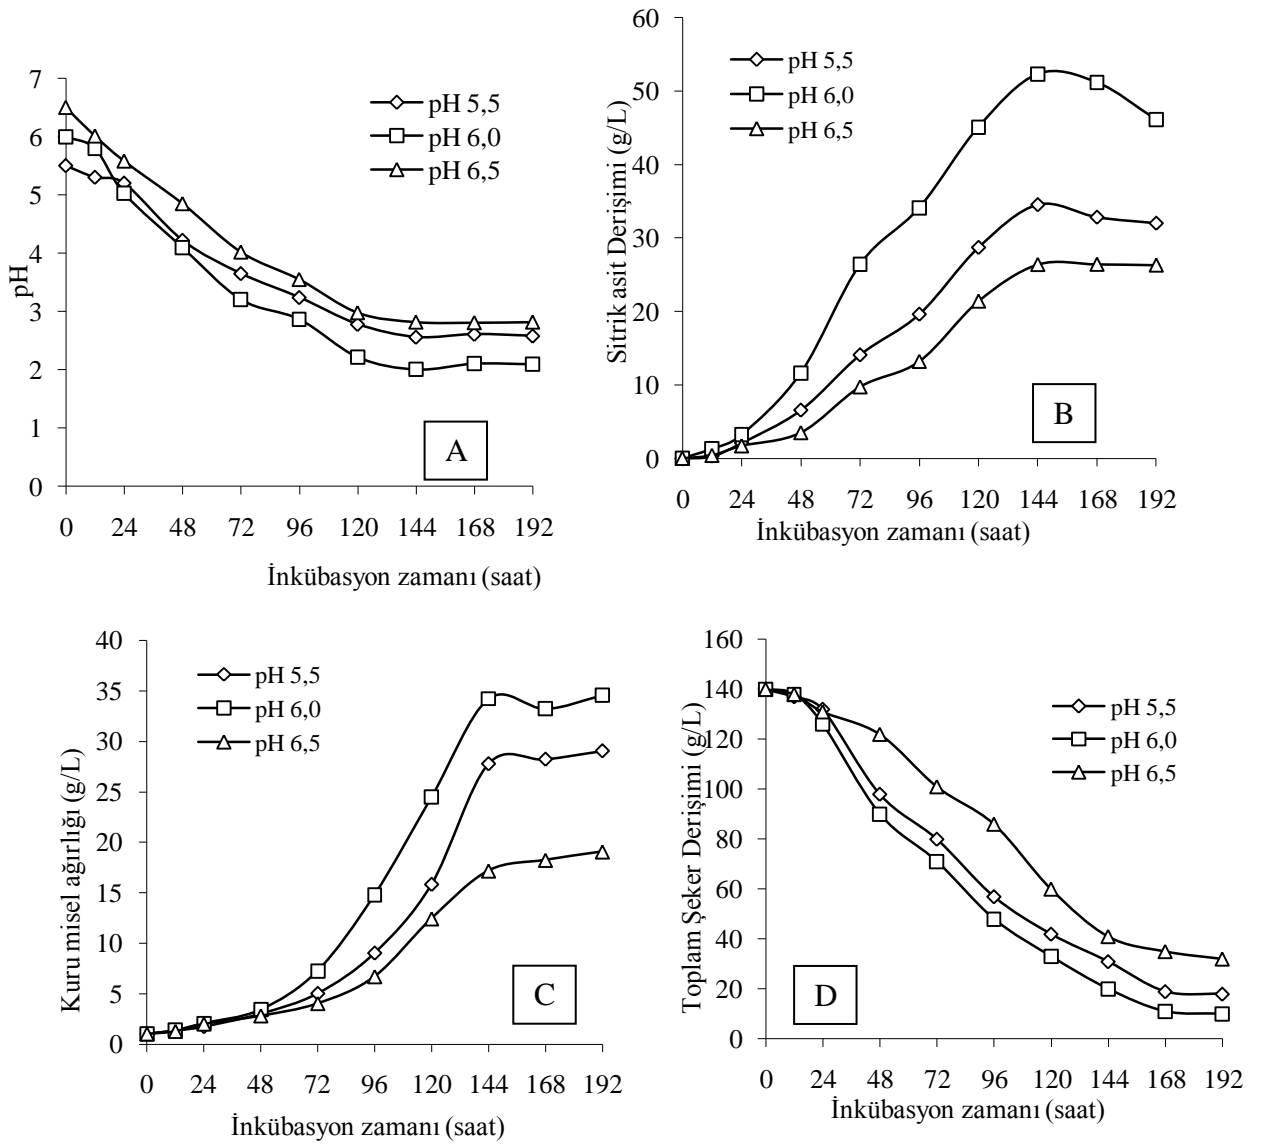 7
6
5
4
3
2
1
0
pH
pH 5,5
pH 6,0
pH 6,5
A
0 24 48 72 96 120 144 168 192
İnkübasyon zamanı (saat)
60
50
40
30
20
10
0
Sitrik asit Derişimi (g/L)
pH 5,5
pH 6,0
pH 6,5
B
0 24 48 72 96 120 144 168 192
İnkübasyon zamanı (saat)
40
35
30
25
20
15
10
5
0
Kuru misel ağırlığı (g/L)
pH 5,5
pH 6,0
pH 6,5
C
0 24 48 72 96 120 144 168 192
İnkübasyon zamanı (saat)
160
140
120
100
80
60
40
20
0
Toplam Şeker Derişimi (g/L)
pH 5,5
pH 6,0
pH 6,5
D
0 24 48 72 96 120 144 168 192
İnkübasyon zamanı (saat)